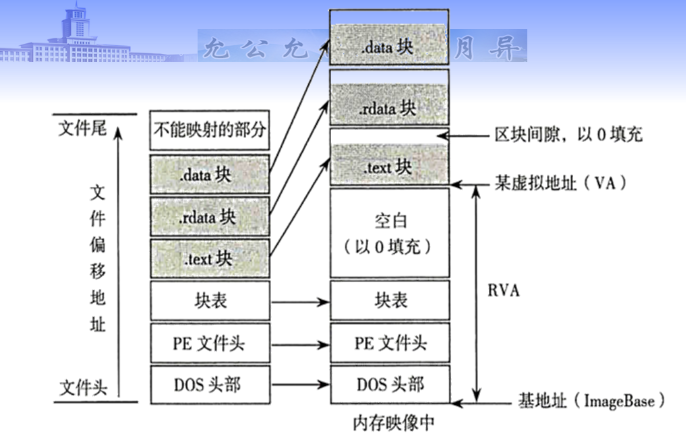 允公允
月异
.data 块
.rdata 块
区块间隙，以 0 填充
.text 块
某虚拟地址（VA）
文件尾
不能映射的部分
.data 块
.rdata 块
.text 块
文件偏移地址
空白
（以 0 填充）
RVA
块表
块表
PE 文件头
PE 文件头
文件头
DOS 头部
DOS 头部
基地址（ImageBase）
内存映像中